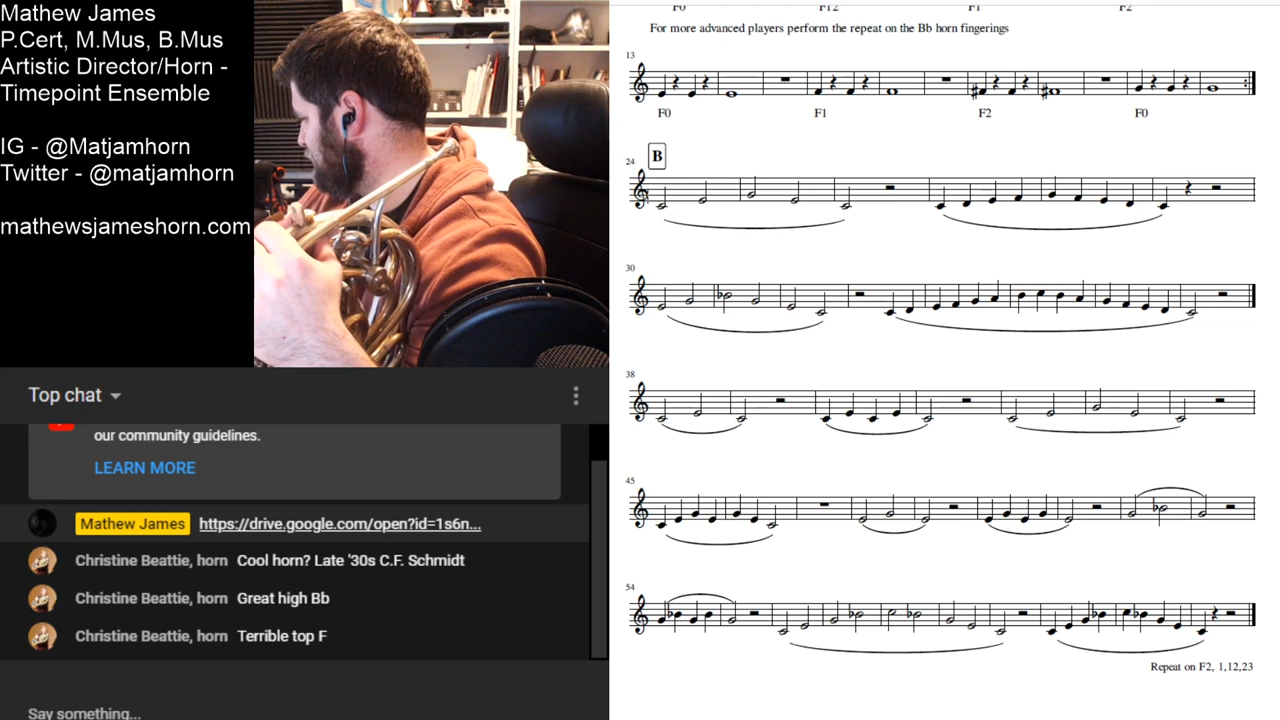 Mathew James
P.Cert, M.Mus, B.Mus
Artistic Director/Horn -
Timepoint Ensemble
IG - @Matjamhorn
Twitter - @matjamhorn
mathewsjameshorn.com
Top chat
our community guidelines.
LEARN MORE
Mathew James https://drive.google.com/open?id=1s6n...
Christine Beattie, horn Cool horn? Late '30s C.F. Schmidt
Christine Beattie, horn Great high Bb
Christine Beattie, horn Terrible top F
Say something...
F0 F12 F2
For more advanced players perform the repeat on the Bb horn fingerings
13
F0 F1 F2 F0
B
24
30
38
45
54
Repeat on F2, 1,12,23